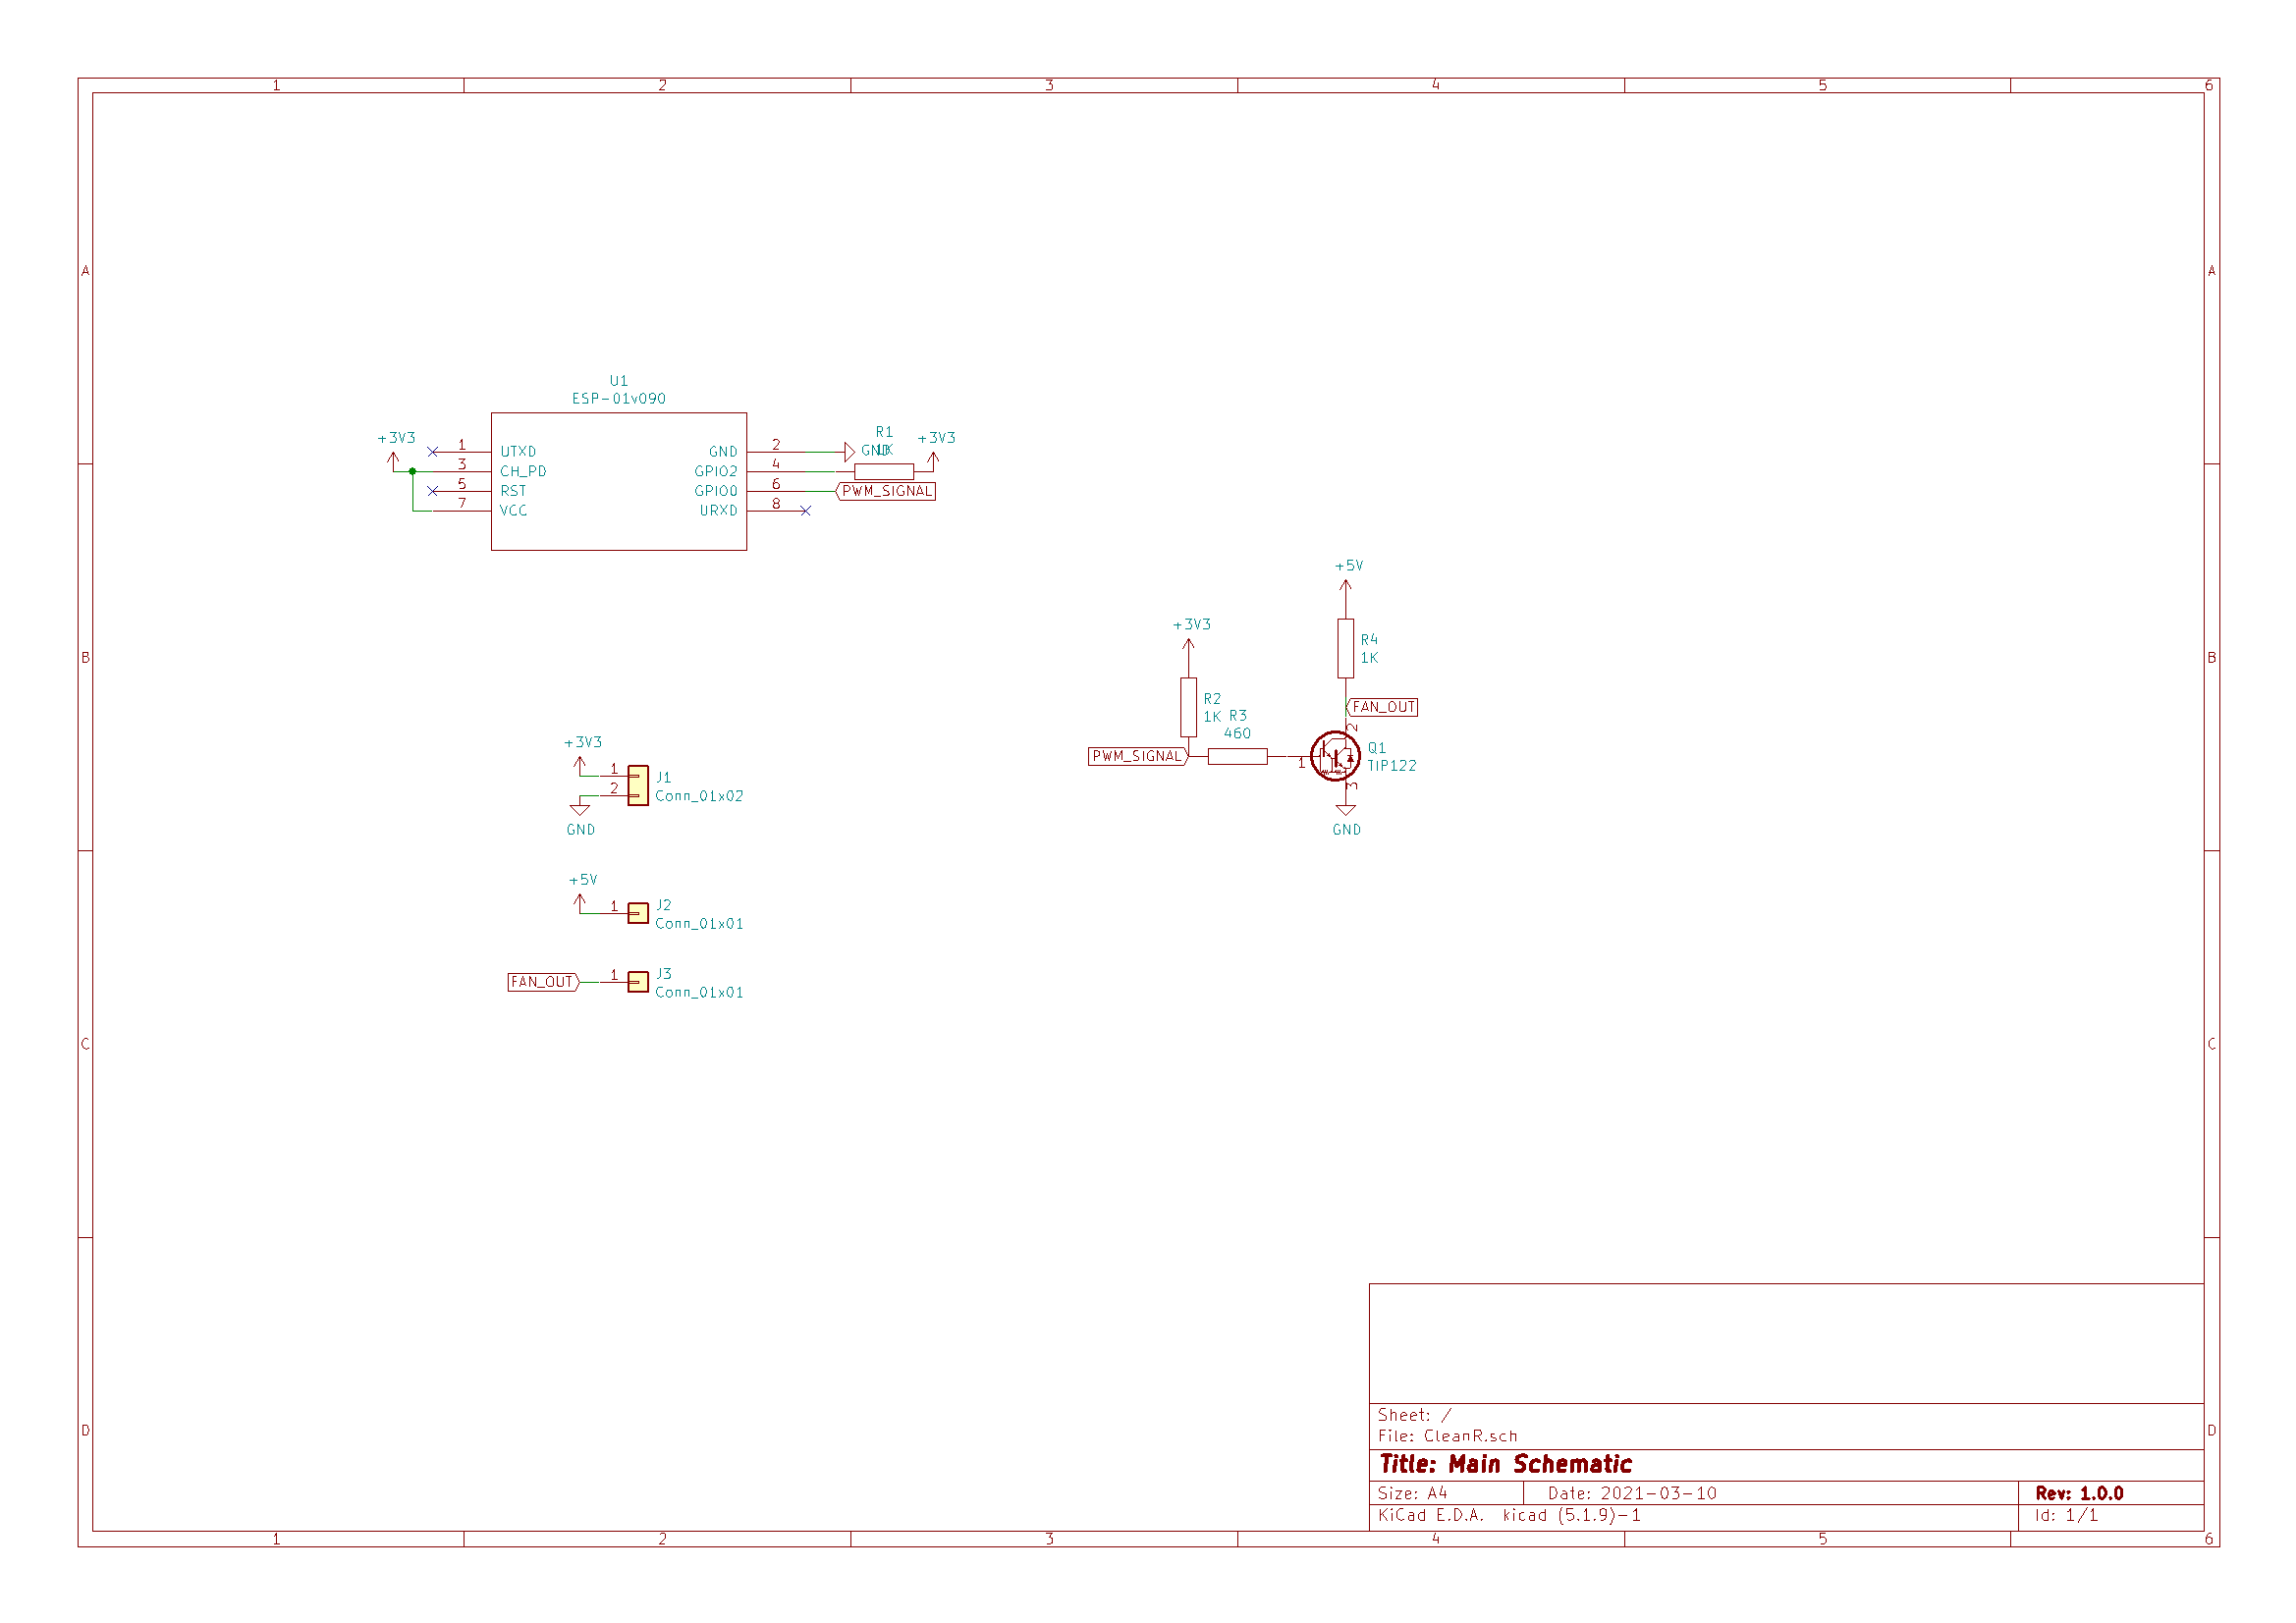 1 2 3 4 5 6
A A
U1
ESP-01v090
+3V3 1 UTXD GND 2 GND R1 1K +3V3
3 CH_PD GPIO2 4
5 RST GPIO0 6 PWM_SIGNAL
7 VCC URXD 8
+5V
R4
1K
+3V3
R2
1K
R3
460
FAN_OUT
PWM_SIGNAL
1
2
3
Q1
TIP122
GND
B B
+3V3
1
2
J1
Conn_01x02
GND
+5V
1
J2
Conn_01x01
FAN_OUT
1
J3
Conn_01x01
C C
D D
Sheet: /
File: CleanR.sch
Title: Main Schematic
Size: A4 Date: 2021-03-10 Rev: 1.0.0
KiCad E.D.A. kicad (5.1.9)-1 Id: 1/1
1 2 3 4 5 6